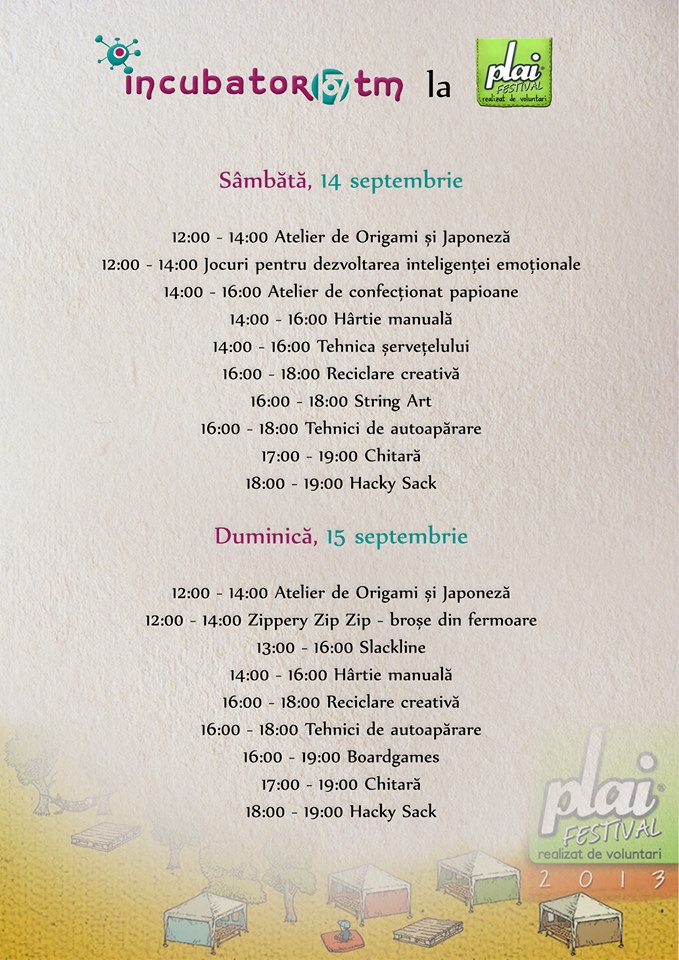 incubator107tm la plai
FESTIVAL
realizat de voluntari
Sâmbătă, 14 septembrie
12:00 - 14:00 Atelier de Origami și Japoneză
12:00 - 14:00 Jocuri pentru dezvoltarea inteligenței emoționale
14:00 - 16:00 Atelier de confecționat papioane
14:00 - 16:00 Hârtie manuală
14:00 - 16:00 Tehnica șervețelului
16:00 - 18:00 Reciclare creativă
16:00 - 18:00 String Art
16:00 - 18:00 Tehnici de autoapărare
17:00 - 19:00 Chitară
18:00 - 19:00 Hacky Sack
Duminică, 15 septembrie
12:00 - 14:00 Atelier de Origami și Japoneză
12:00 - 14:00 Zippery Zip Zip - broșe din fermoare
13:00 - 16:00 Slackline
14:00 - 16:00 Hârtie manuală
16:00 - 18:00 Reciclare creativă
16:00 - 18:00 Tehnici de autoapărare
16:00 - 19:00 Boardgames
17:00 - 19:00 Chitară
18:00 - 19:00 Hacky Sack
plai
FESTIVAL
realizat de voluntari
2013